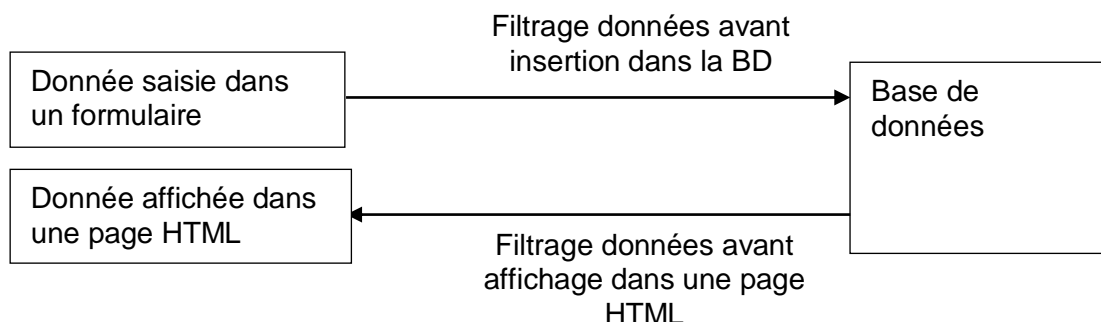 Filtrage données avant
insertion dans la BD
Donnée saisie dans
un formulaire
Base de
données
Donnée affichée dans
une page HTML
Filtrage données avant
affichage dans une page
HTML